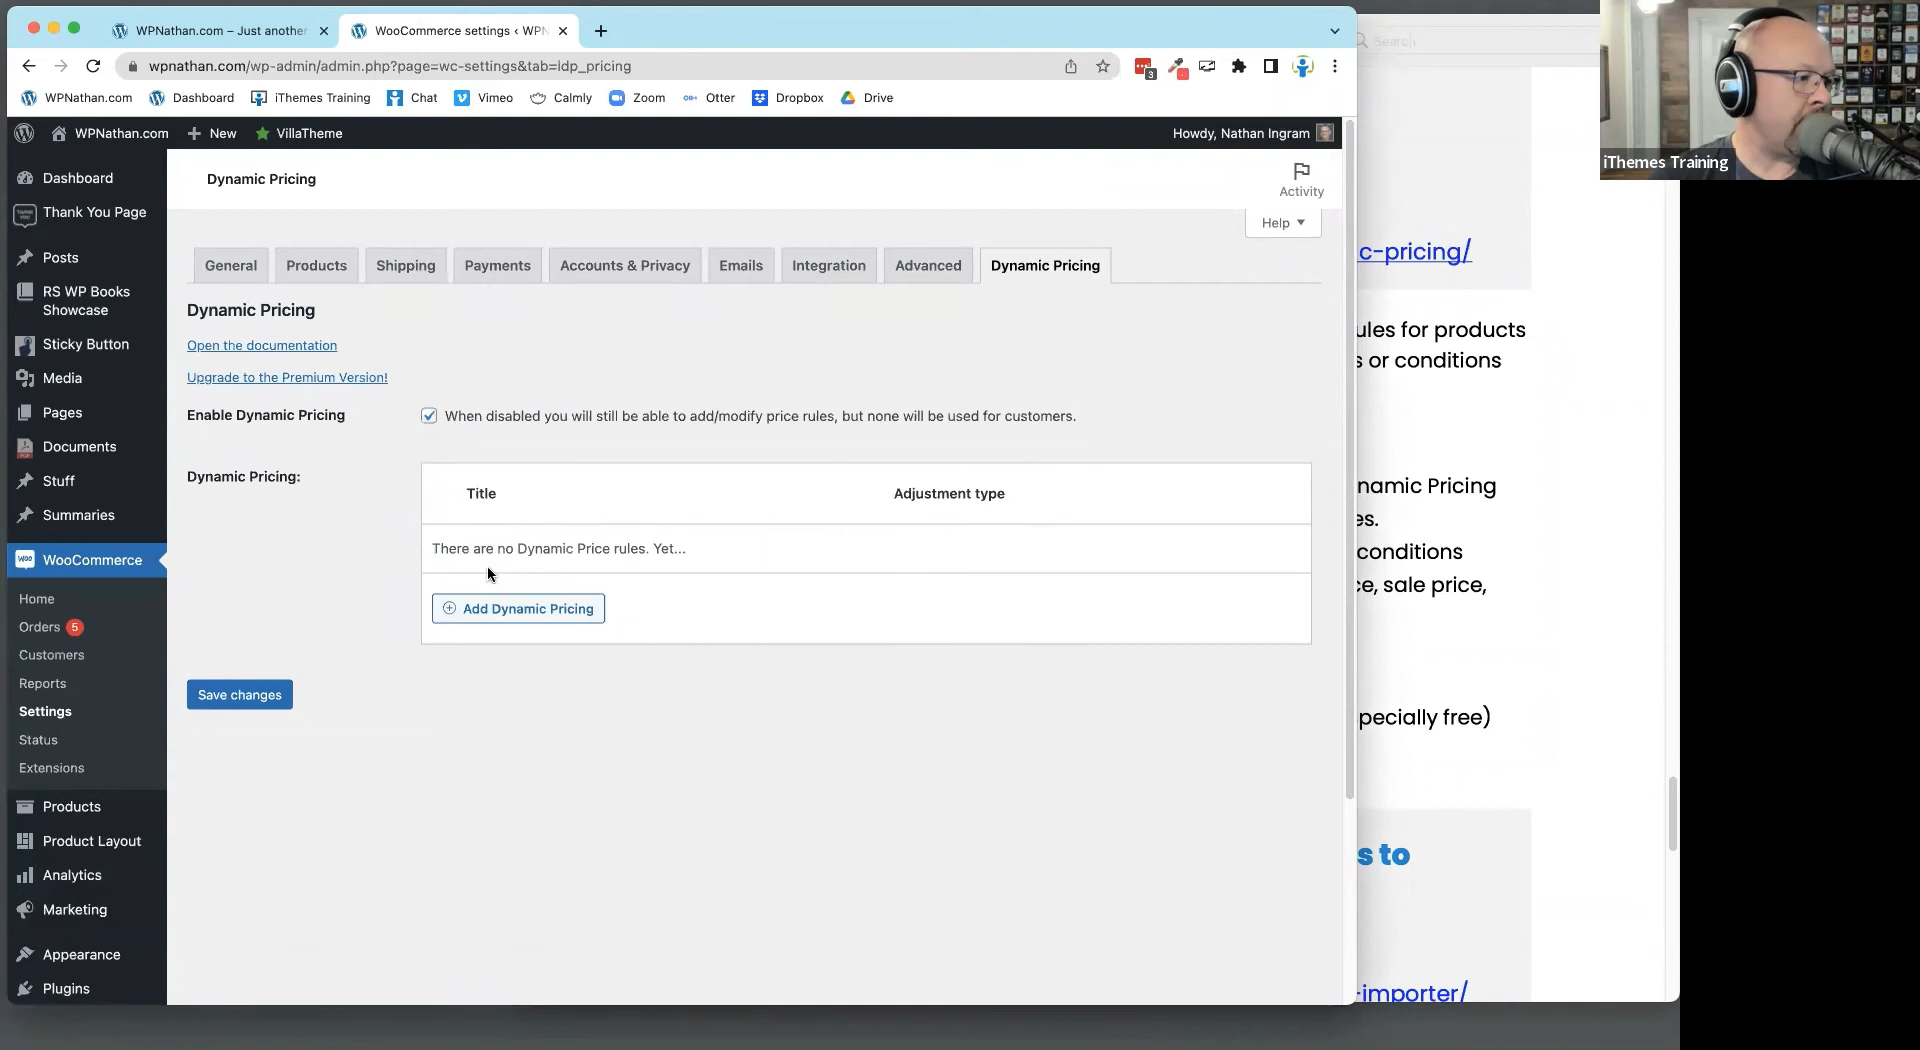 WPNathan.com – Just another
WooCommerce settings ‹ WPN
Search
wpnathan.com/wp-admin/admin.php?page=wc-settings&tab=ldp_pricing
3
WPNathan.com
Dashboard
iThemes Training
Chat
Vimeo
Calmly
Zoom
Otter
Dropbox
Drive
WPNathan.com
New
VillaTheme
Howdy, Nathan Ingram
iThemes Training
Dashboard
Thank You Page
Posts
RS WP Books
Showcase
Sticky Button
Media
Pages
Documents
Stuff
Summaries
WooCommerce
Home
Orders 5
Customers
Reports
Settings
Status
Extensions
Products
Product Layout
Analytics
Marketing
Appearance
Plugins
Dynamic Pricing
Activity
Help
General
Products
Shipping
Payments
Accounts & Privacy
Emails
Integration
Advanced
Dynamic Pricing
Dynamic Pricing
Open the documentation
Upgrade to the Premium Version!
Enable Dynamic Pricing
When disabled you will still be able to add/modify price rules, but none will be used for customers.
Dynamic Pricing:
Title
Adjustment type
There are no Dynamic Price rules. Yet...
Add Dynamic Pricing
Save changes
c-pricing/
ules for products
s or conditions
namic Pricing
es.
conditions
ce, sale price,
pecially free)
s to
-importer/